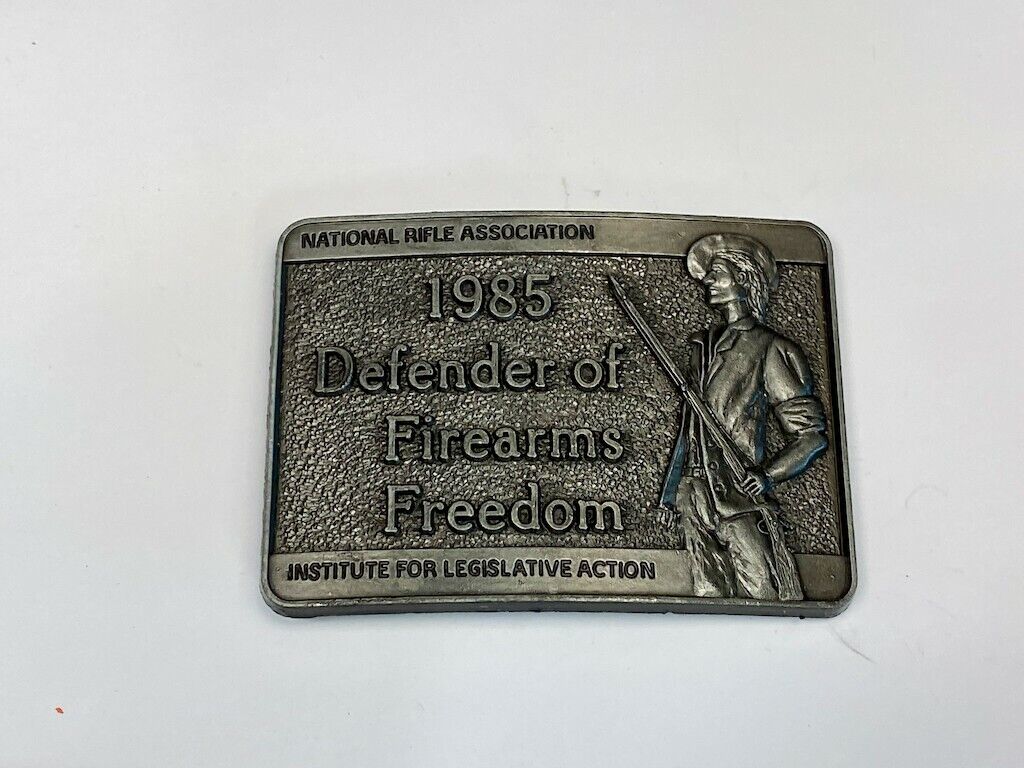 NATIONAL RIFLE ASSOCIATION
1985
Defender of
Firearms
Freedom
INSTITUTE FOR LEGISLATIVE ACTION